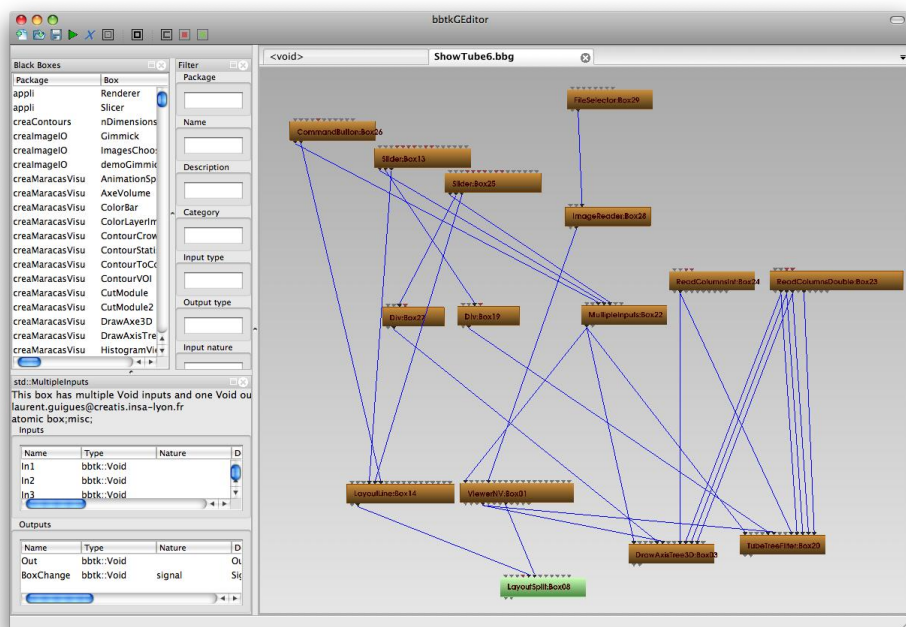 bbtkGEditor
Black Boxes
Package Box
appli Renderer
appli Slicer
creaContours nDimensions
creaImageIO Gimmick
creaImageIO ImagesChoo
creaImageIO demoGimmic
creaMaracasVisu AnimationSp
creaMaracasVisu AxeVolume
creaMaracasVisu ColorBar
creaMaracasVisu ColorLayerIm
creaMaracasVisu ContourCrow
creaMaracasVisu ContourStati
creaMaracasVisu ContourToCo
creaMaracasVisu ContourVOI
creaMaracasVisu CutModule
creaMaracasVisu CutModule2
creaMaracasVisu DrawAxe3D
creaMaracasVisu DrawAxisTre
creaMaracasVisu HistogramVi
Filter
Package
Name
Description
Category
Input type
Output type
Input nature
std::MultipleInputs
This box has multiple Void inputs and one Void ou
laurent.guigues@creatis.insa-lyon.fr
atomic box;misc;
Inputs
Name Type Nature D
In1 bbtk::Void
In2 bbtk::Void
In3 bbtk::Void
Outputs
Name Type Nature D
Out bbtk::Void Ou
BoxChange bbtk::Void signal Sig
<void>
ShowTube6.bbg
FileSelector:Box29
CommandButton:Box26
Slider:Box13
Slider:Box25
ImageReader:Box28
ReadColumnsInt:Box24
ReadColumnsDouble:Box23
Div:Box27
Div:Box19
MultipleInputs:Box22
LayoutLine:Box14
ViewerNV:Box01
DrawAxisTree3D:Box03
TubeTreeFilter:Box20
LayoutSplit:Box08